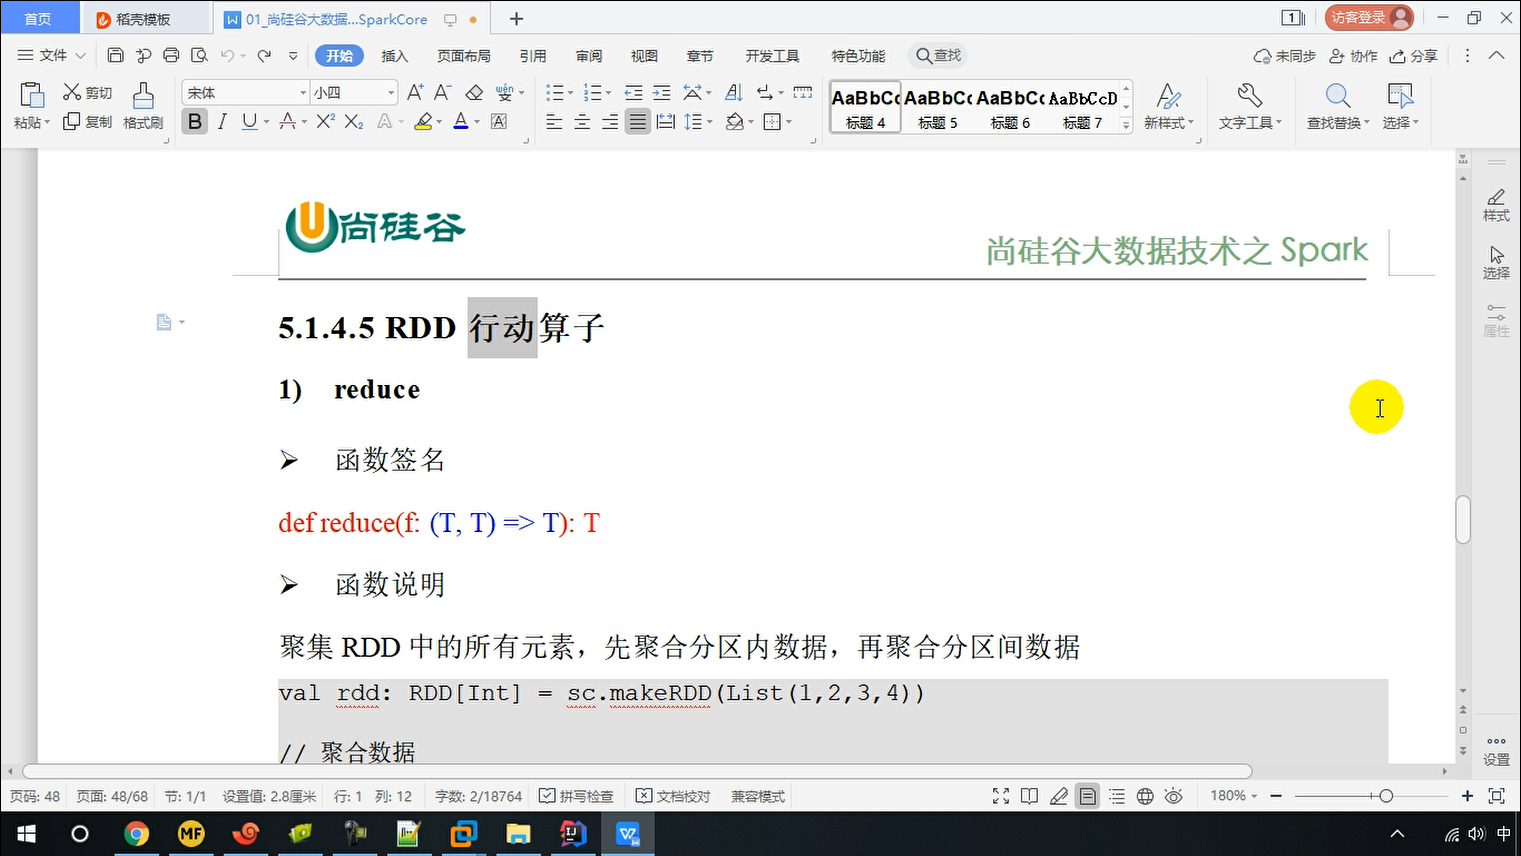 首页 稻壳模板 01_尚硅谷大数据...SparkCore 访客登录
文件 开始 插入 页面布局 引用 审阅 视图 章节 开发工具 特色功能 查找 未同步 协作 分享
粘贴 剪切 复制 格式刷 宋体 小四
AaBbCc AaBbCc AaBbCc AaBbCcD
标题 4 标题 5 标题 6 标题 7 新样式 文字工具 查找替换 选择
尚硅谷
尚硅谷大数据技术之 Spark
样式
选择
属性
5.1.4.5 RDD 行动算子
1) reduce
➢ 函数签名
def reduce(f: (T, T) => T): T
➢ 函数说明
聚集 RDD 中的所有元素，先聚合分区内数据，再聚合分区间数据
val rdd: RDD[Int] = sc.makeRDD(List(1,2,3,4))
// 聚合数据
设置
页码: 48 页面: 48/68 节: 1/1 设置值: 2.8厘米 行: 1 列: 12 字数: 2/18764 拼写检查 文档校对 兼容模式 180%
MF IJ 中